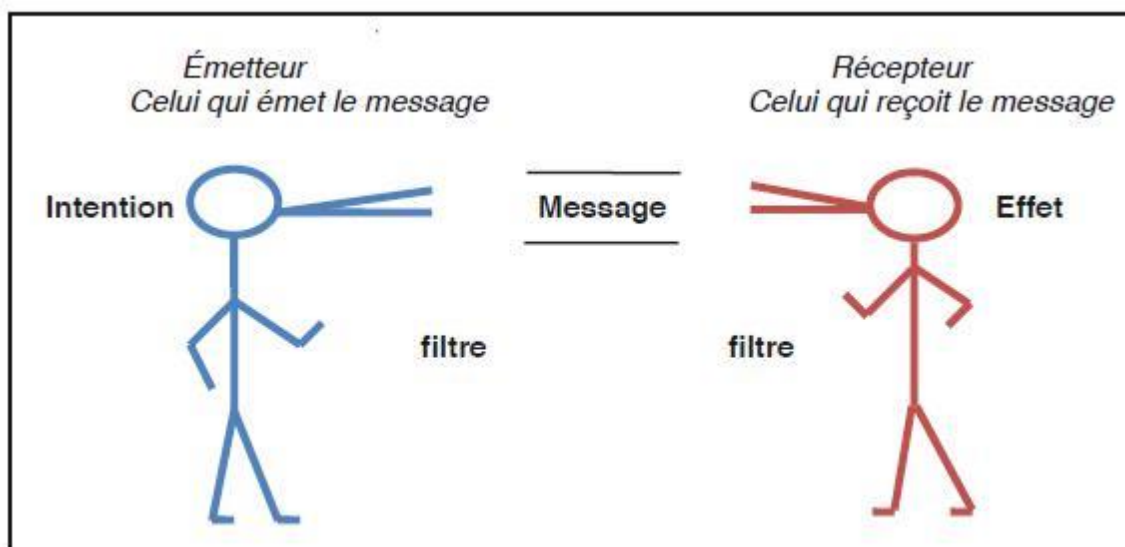 Émetteur
Celui qui émet le message
Récepteur
Celui qui reçoit le message
Intention
Message
Effet
filtre
filtre